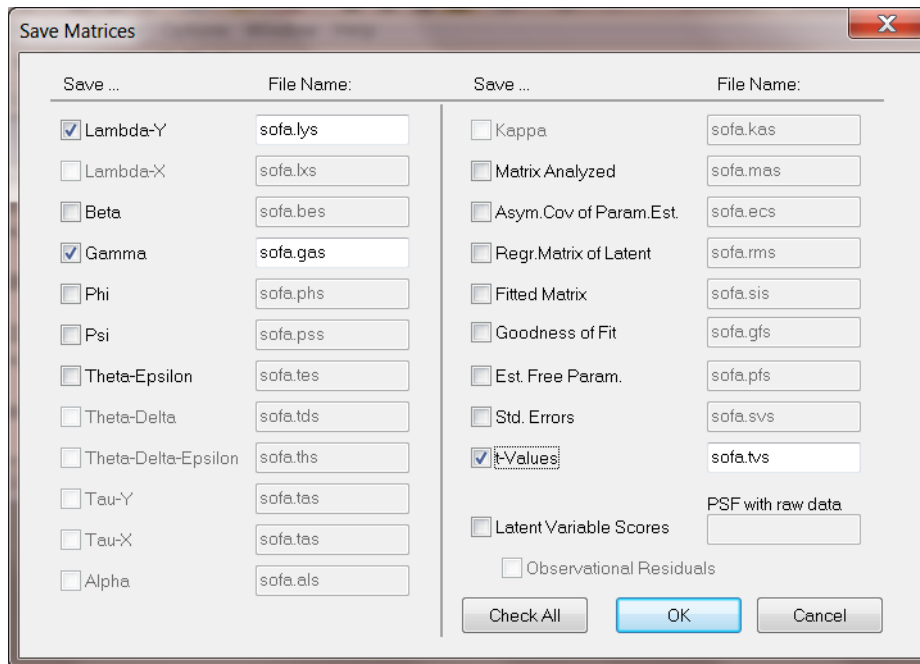 Save Matrices
Save ...
File Name:
Lambda-Y
sofa.lys
Lambda-X
sofa.lxs
Beta
sofa.bes
Gamma
sofa.gas
Phi
sofa.phs
Psi
sofa.pss
Theta-Epsilon
sofa.tes
Theta-Delta
sofa.tds
Theta-Delta-Epsilon
sofa.ths
Tau-Y
sofa.tas
Tau-X
sofa.tas
Alpha
sofa.als
Save ...
File Name:
Kappa
sofa.kas
Matrix Analyzed
sofa.mas
Asym.Cov of Param.Est.
sofa.ecs
Regr.Matrix of Latent
sofa.rms
Fitted Matrix
sofa.sis
Goodness of Fit
sofa.gfs
Est. Free Param.
sofa.pfs
Std. Errors
sofa.svs
t-Values
sofa.tvs
PSF with raw data
Latent Variable Scores
Observational Residuals
Check All
OK
Cancel